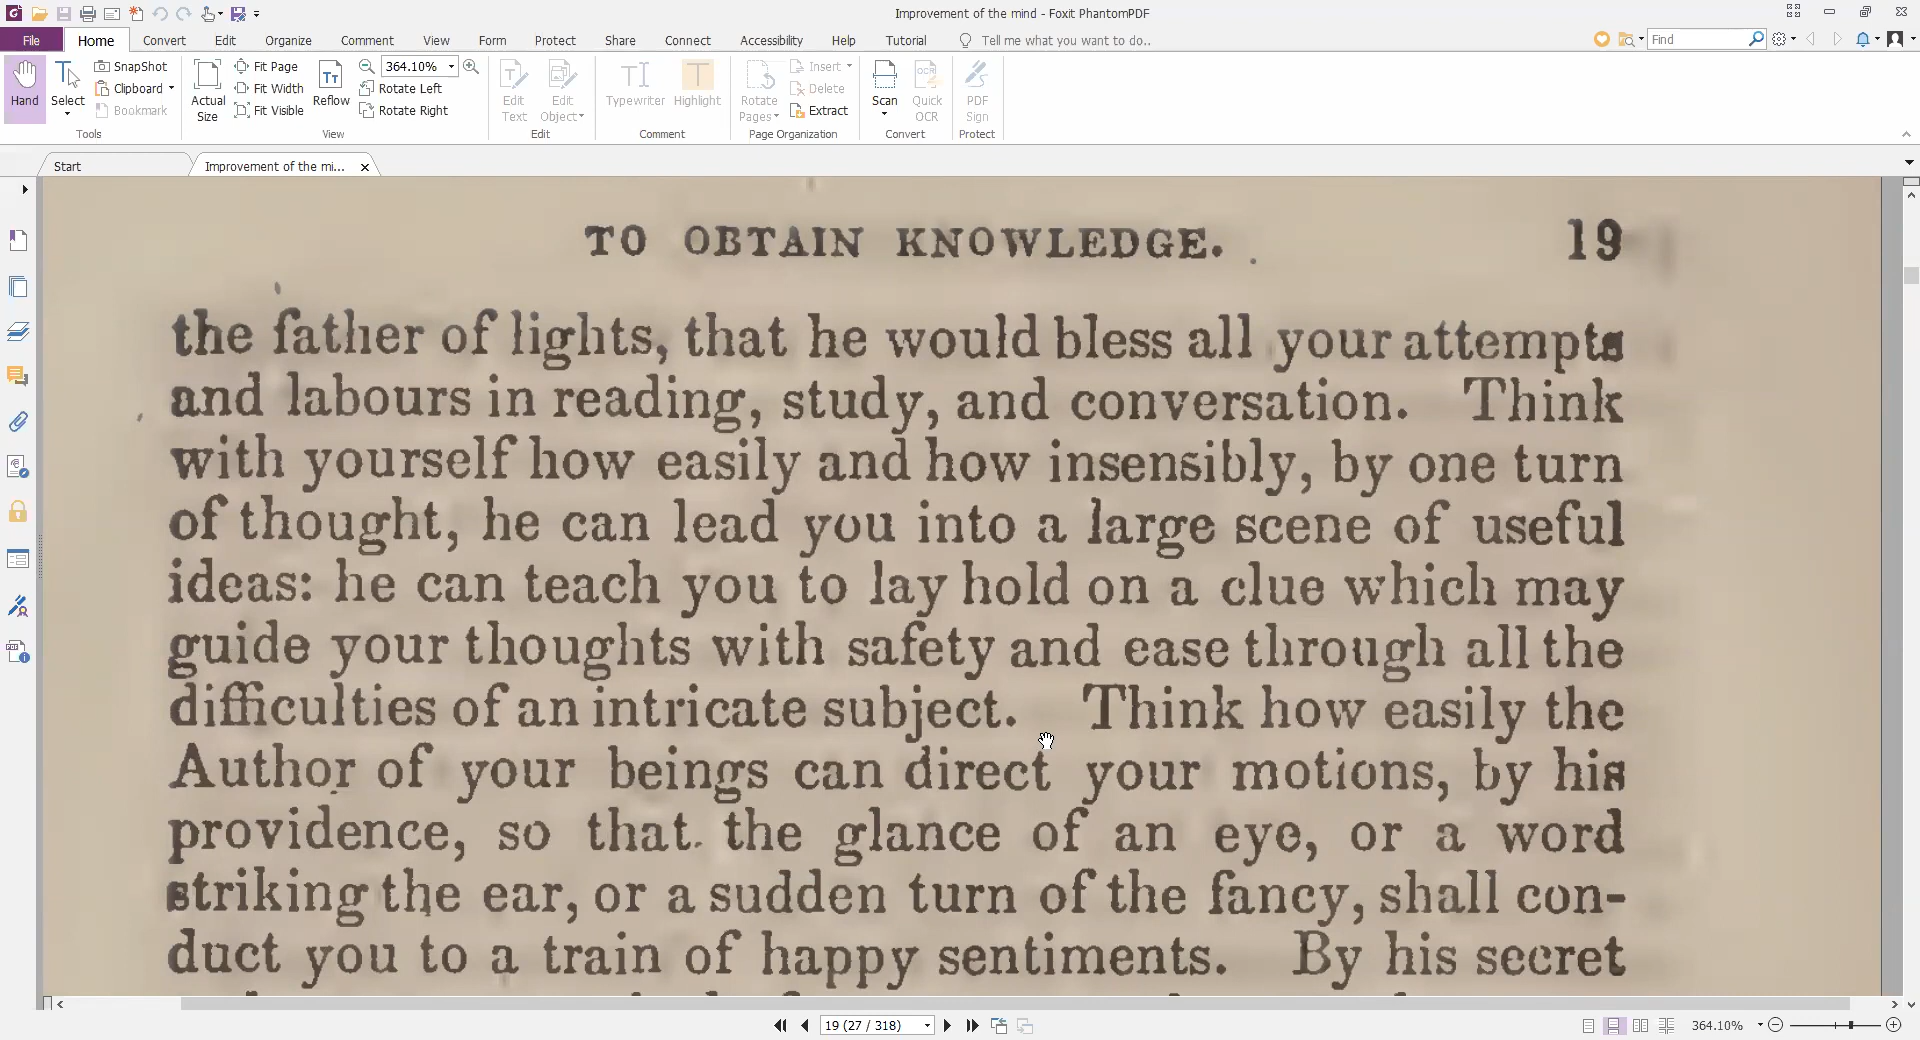 Improvement of the mind - Foxit PhantomPDF
File Home Convert Edit Organize Comment View Form Protect Share Connect Accessibility Help Tutorial Tell me what you want to do.. Find
Hand
Select
SnapShot
Clipboard
Bookmark
Tools
Actual Size
Fit Page
Fit Width
Fit Visible
Reflow
364.10%
Rotate Left
Rotate Right
View
Edit Text
Edit Object
Edit
Typewriter
Highlight
Comment
Rotate Pages
Insert
Delete
Extract
Page Organization
Scan
Quick OCR
Convert
PDF Sign
Protect
Start
Improvement of the mi...
TO OBTAIN KNOWLEDGE. 19
the father of lights, that he would bless all your attempts
and labours in reading, study, and conversation. Think
with yourself how easily and how insensibly, by one turn
of thought, he can lead you into a large scene of useful
ideas: he can teach you to lay hold on a clue which may
guide your thoughts with safety and ease through all the
difficulties of an intricate subject. Think how easily the
Author of your beings can direct your motions, by his
providence, so that the glance of an eye, or a word
striking the ear, or a sudden turn of the fancy, shall con-
duct you to a train of happy sentiments. By his secret
19 (27 / 318)
364.10%